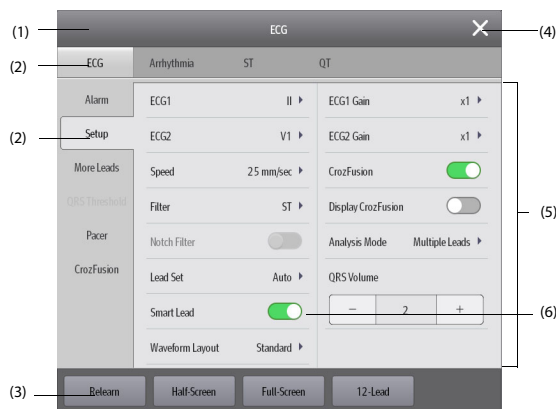 (1)
ECG
(4)
(2)
ECG
Arrhythmia
ST
QT
Alarm
ECG1
II
ECG1 Gain
x1
(2)
Setup
ECG2
V1
ECG2 Gain
x1
More Leads
Speed
25 mm/sec
CrozFusion
QRS Threshold
Filter
ST
Display CrozFusion
(5)
Pacer
Notch Filter
Analysis Mode
Multiple Leads
CrozFusion
Lead Set
Auto
QRS Volume
Smart Lead
− 2 +
(6)
Waveform Layout
Standard
(3)
Relearn
Half-Screen
Full-Screen
12-Lead